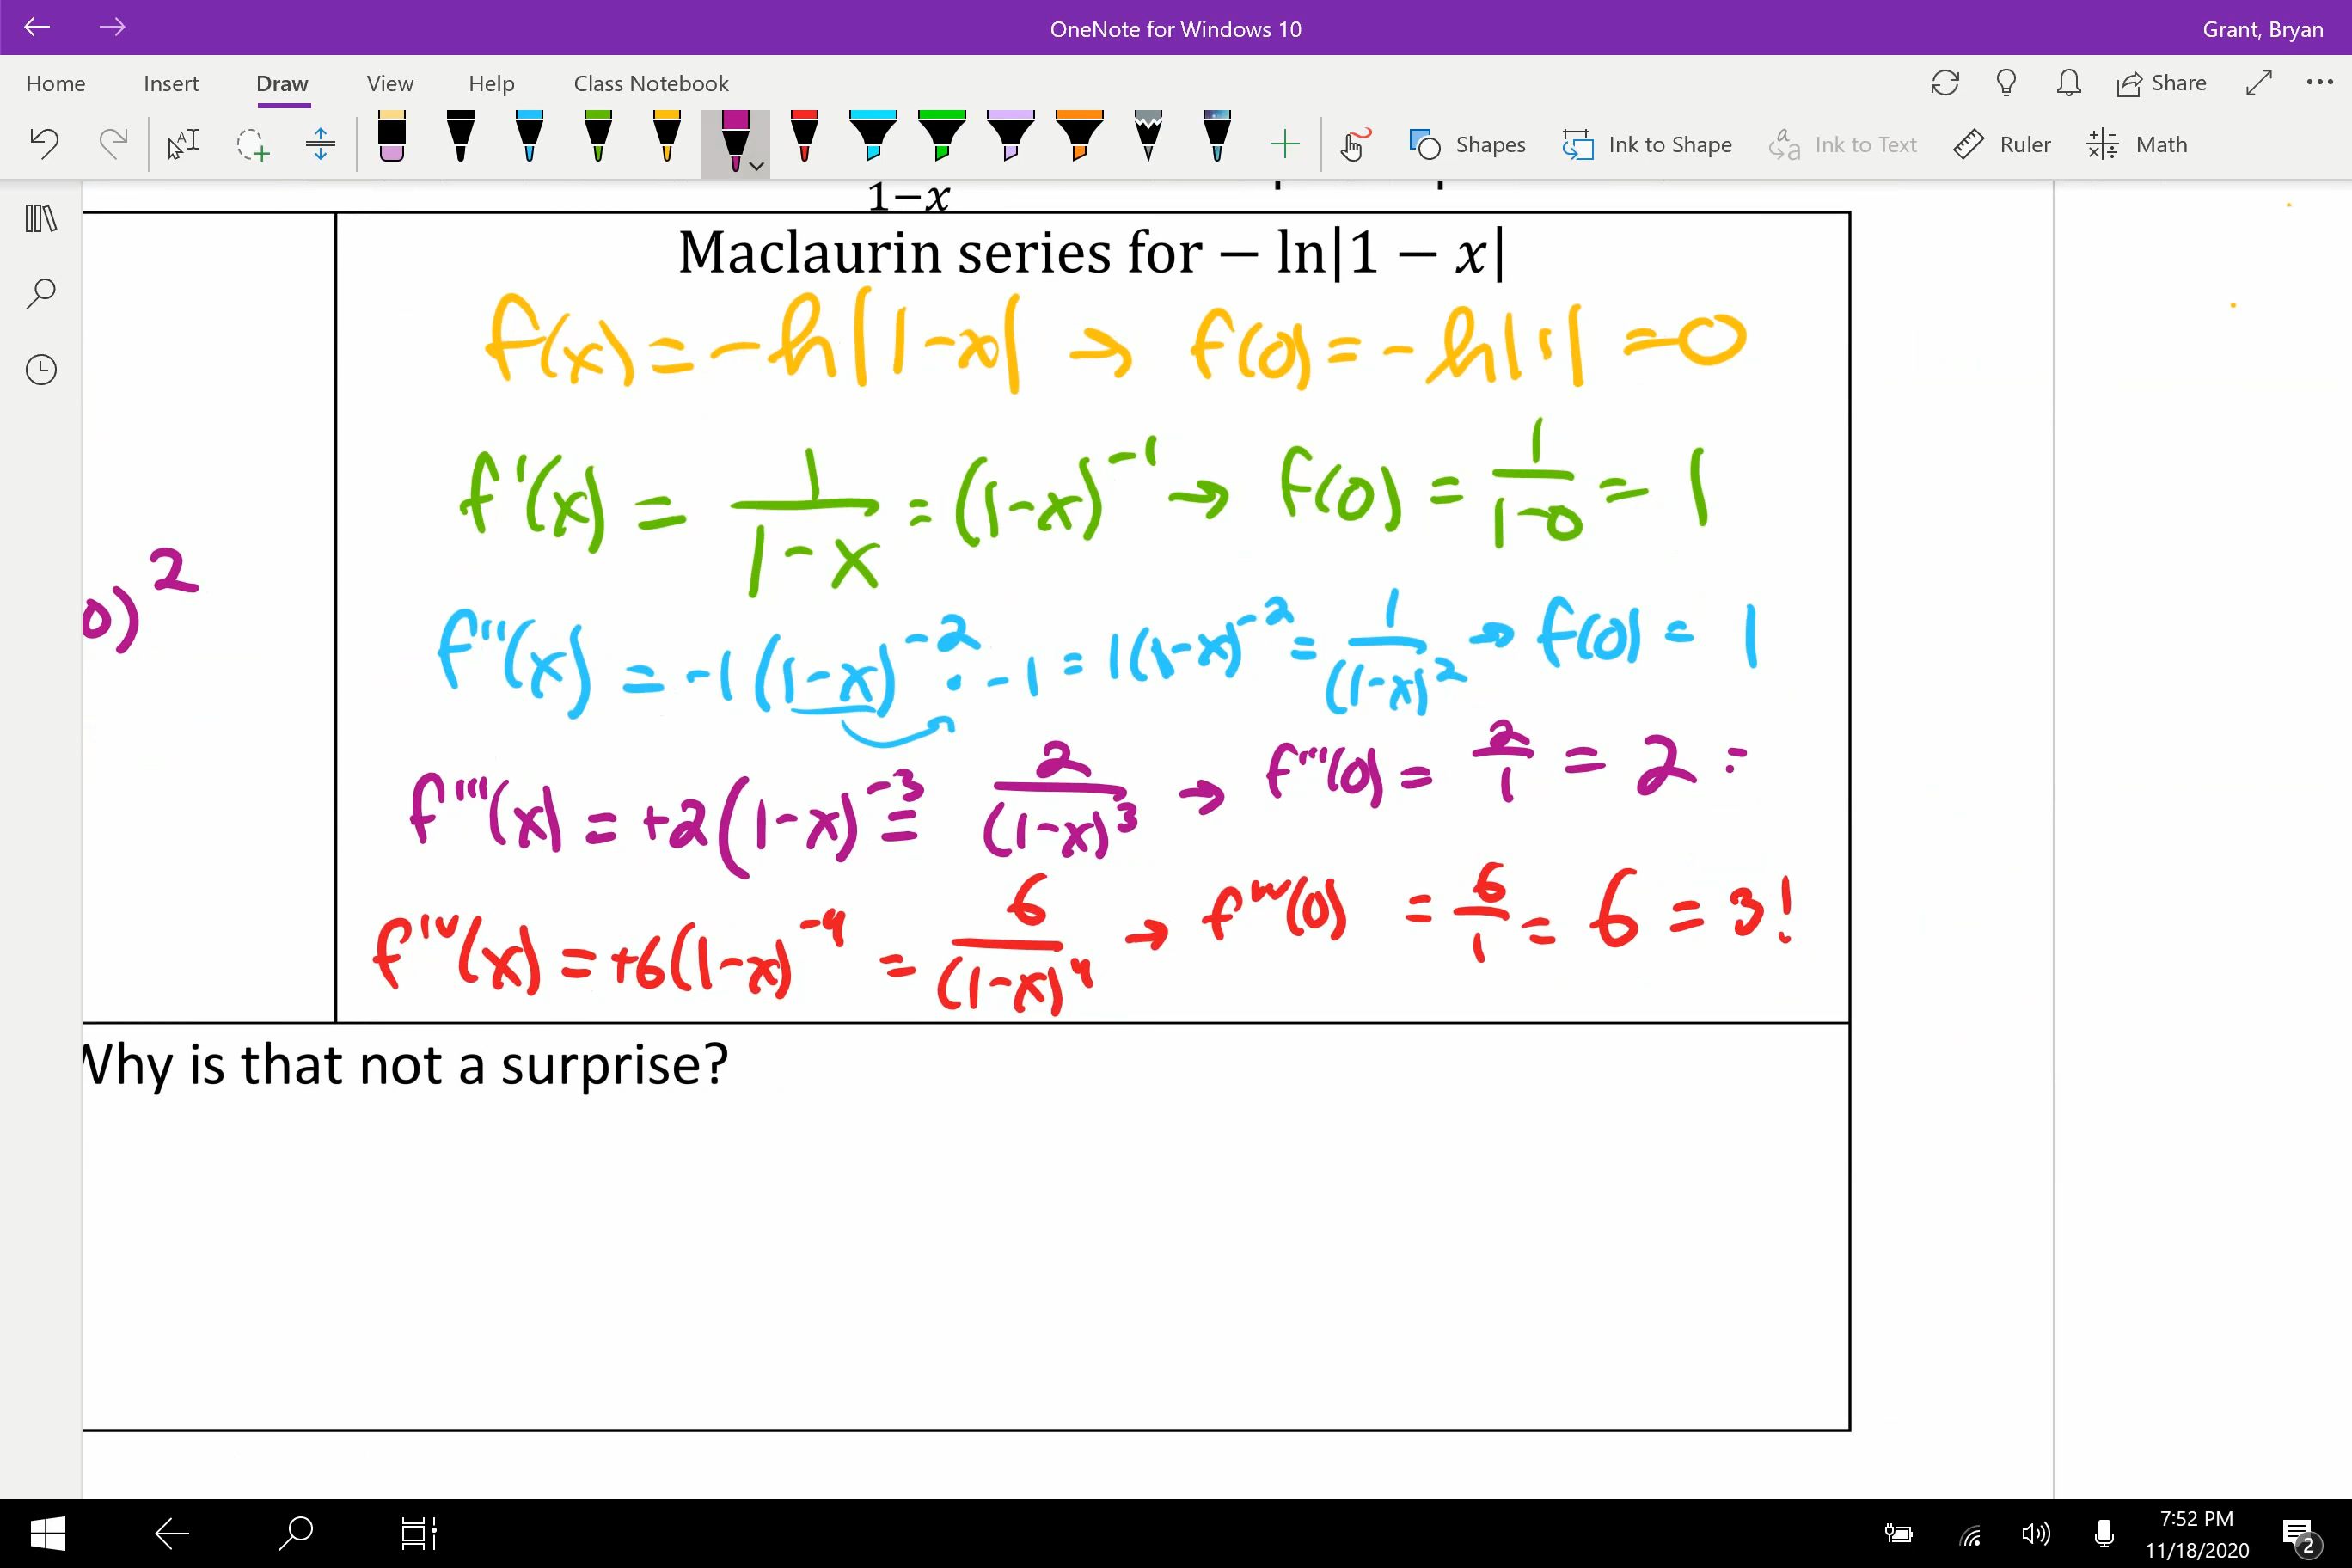 OneNote for Windows 10
Grant, Bryan
Home Insert Draw View Help Class Notebook
Share
Shapes Ink to Shape Ink to Text Ruler Math
1−x
Maclaurin series for − ln|1 − x|
f(x) = -ln|1-x| → f(0) = -ln|1| = 0
f'(x) = 1/(1-x) = (1-x)^-1 → f(0) = 1/(1-0) = 1
0)^2
f''(x) = -1(1-x)^-2 · -1 = 1(1-x)^-2 = 1/(1-x)^2 → f(0) = 1
f'''(x) = +2(1-x)^-3 = 2/(1-x)^3 → f'''(0) = 2/1 = 2 =
f^IV(x) = +6(1-x)^-4 = 6/(1-x)^4 → f^IV(0) = 6/1 = 6 = 3!
Why is that not a surprise?
7:52 PM
11/18/2020
2